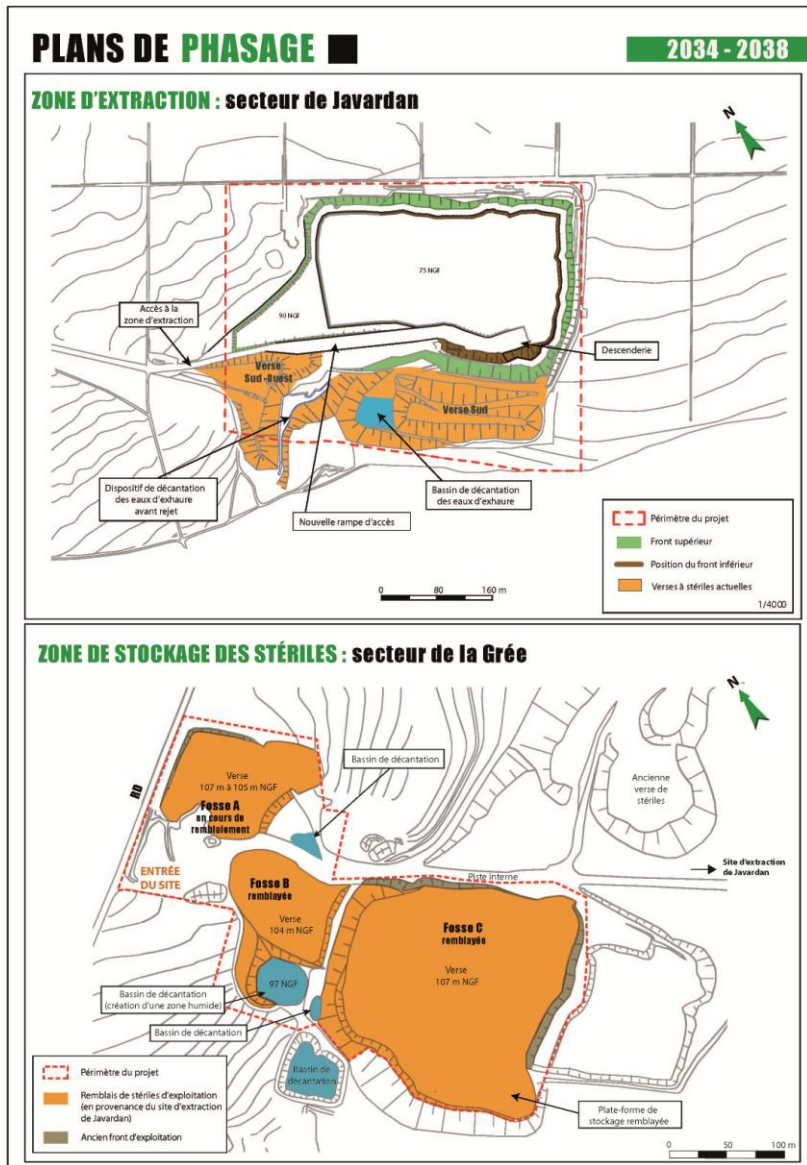 PLANS DE PHASAGE
2034 - 2038
ZONE D'EXTRACTION : secteur de Javardan
N
75 NGF
Accès à la
zone d'extraction
90 NGF
Descenderie
Verse
Sud -Ouest
Verse Sud
Dispositif de décantation
des eaux d'exhaure
avant rejet
Nouvelle rampe d'accès
Bassin de décantation
des eaux d'exhaure
Périmètre du projet
Front supérieur
Position du front inférieur
Verses à stériles actuelles
0 80 160 m
1/4000
ZONE DE STOCKAGE DES STÉRILES : secteur de la Grée
N
Bassin de décantation
RD
Verse
107 m à 105 m NGF
Fosse A
en cours de
remblaiement
Ancienne
verse de
stériles
ENTRÉE
DU SITE
Piste interne
Site d'extraction
de Javardan
Fosse B
remblayée
Verse
104 m NGF
Fosse C
remblayée
Verse
107 m NGF
97 NGF
Bassin de décantation
(création d'une zone humide)
Bassin de décantation
Bassin de
décantation
Périmètre du projet
Remblais de stériles d'exploitation
(en provenance du site d'extraction
de Javardan)
Ancien front d'exploitation
Plate-forme de
stockage remblayée
0 50 100 m